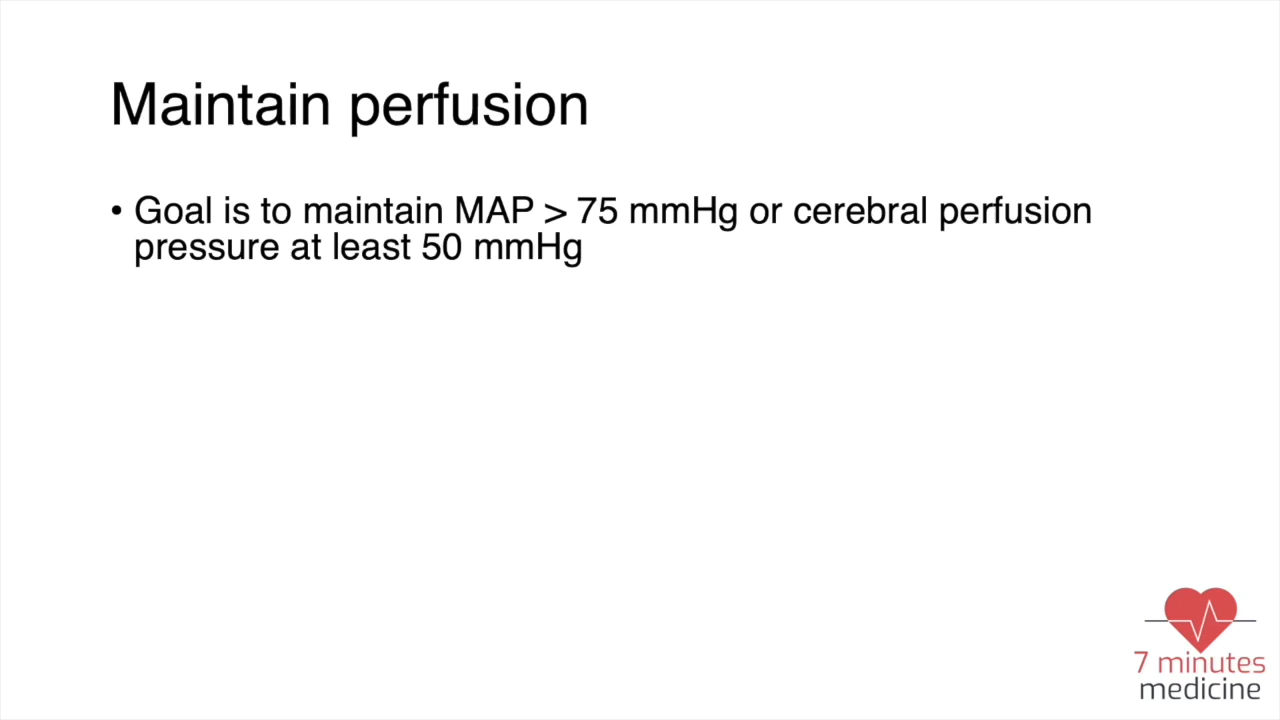 Maintain perfusion
• Goal is to maintain MAP > 75 mmHg or cerebral perfusion
pressure at least 50 mmHg
7 minutes
medicine